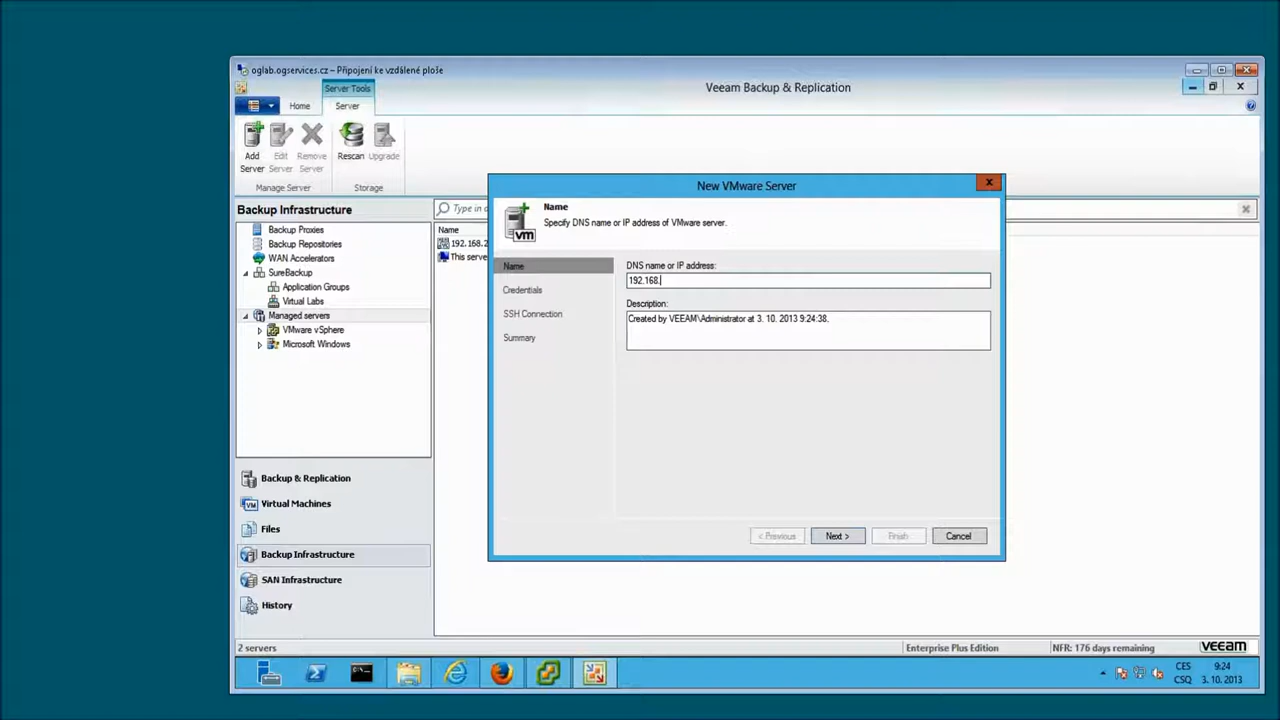 oglab.ogservices.cz – Připojení ke vzdálené ploše
Server Tools
Veeam Backup & Replication
Home
Server
Add Server
Edit Server
Remove Server
Rescan
Upgrade
Manage Server
Storage
Backup Infrastructure
Type in
Backup Proxies
Backup Repositories
WAN Accelerators
SureBackup
Application Groups
Virtual Labs
Managed servers
VMware vSphere
Microsoft Windows
Name
192.168.2
This serve
New VMware Server
Name
Specify DNS name or IP address of VMware server.
vm
Name
Credentials
SSH Connection
Summary
DNS name or IP address:
192.168.
Description:
Created by VEEAM\Administrator at 3. 10. 2013 9:24:38.
< Previous
Next >
Finish
Cancel
Backup & Replication
VM
Virtual Machines
Files
Backup Infrastructure
SAN Infrastructure
History
2 servers
Enterprise Plus Edition
NFR: 176 days remaining
veeam
CES
CSQ
9:24
3. 10. 2013